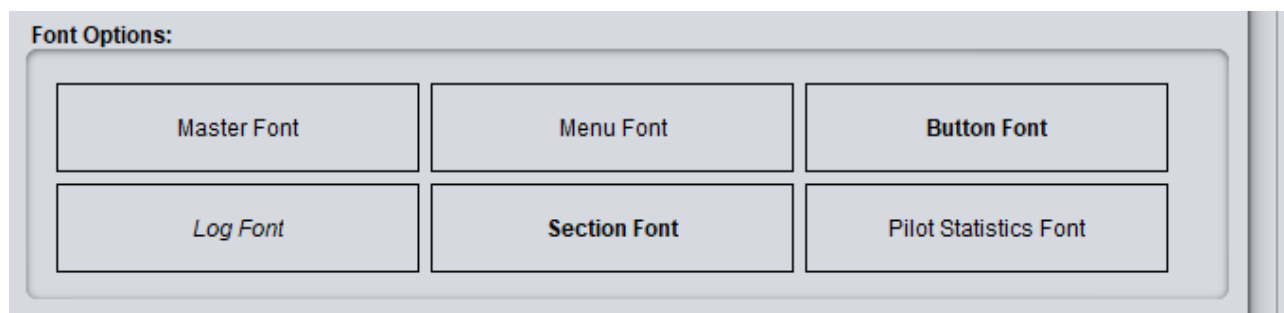 Font Options:
Master Font
Menu Font
Button Font
Log Font
Section Font
Pilot Statistics Font